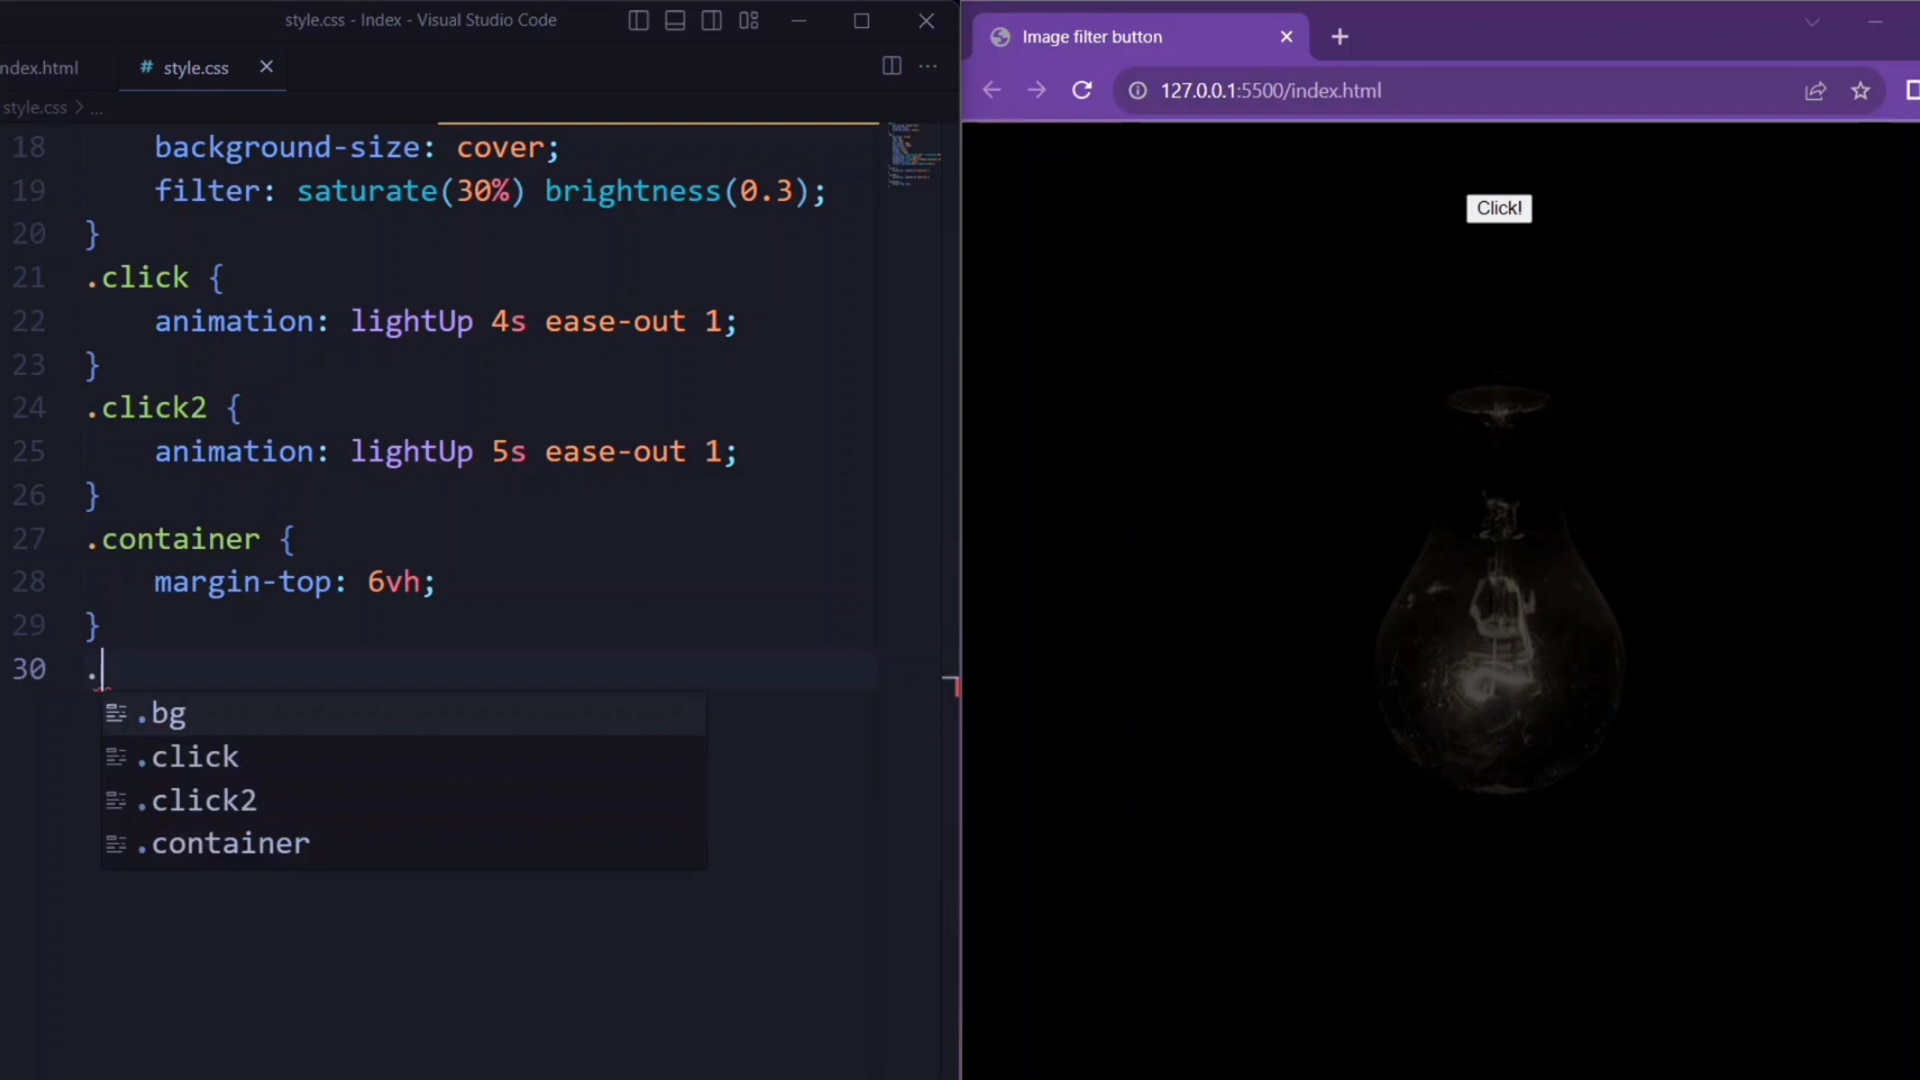 style.css - Index - Visual Studio Code
ndex.html
# style.css
style.css > ...
18 background-size: cover;
19 filter: saturate(30%) brightness(0.3);
20 }
21 .click {
22 animation: lightUp 4s ease-out 1;
23 }
24 .click2 {
25 animation: lightUp 5s ease-out 1;
26 }
27 .container {
28 margin-top: 6vh;
29 }
30 .
.bg
.click
.click2
.container
Image filter button
127.0.0.1:5500/index.html
Click!